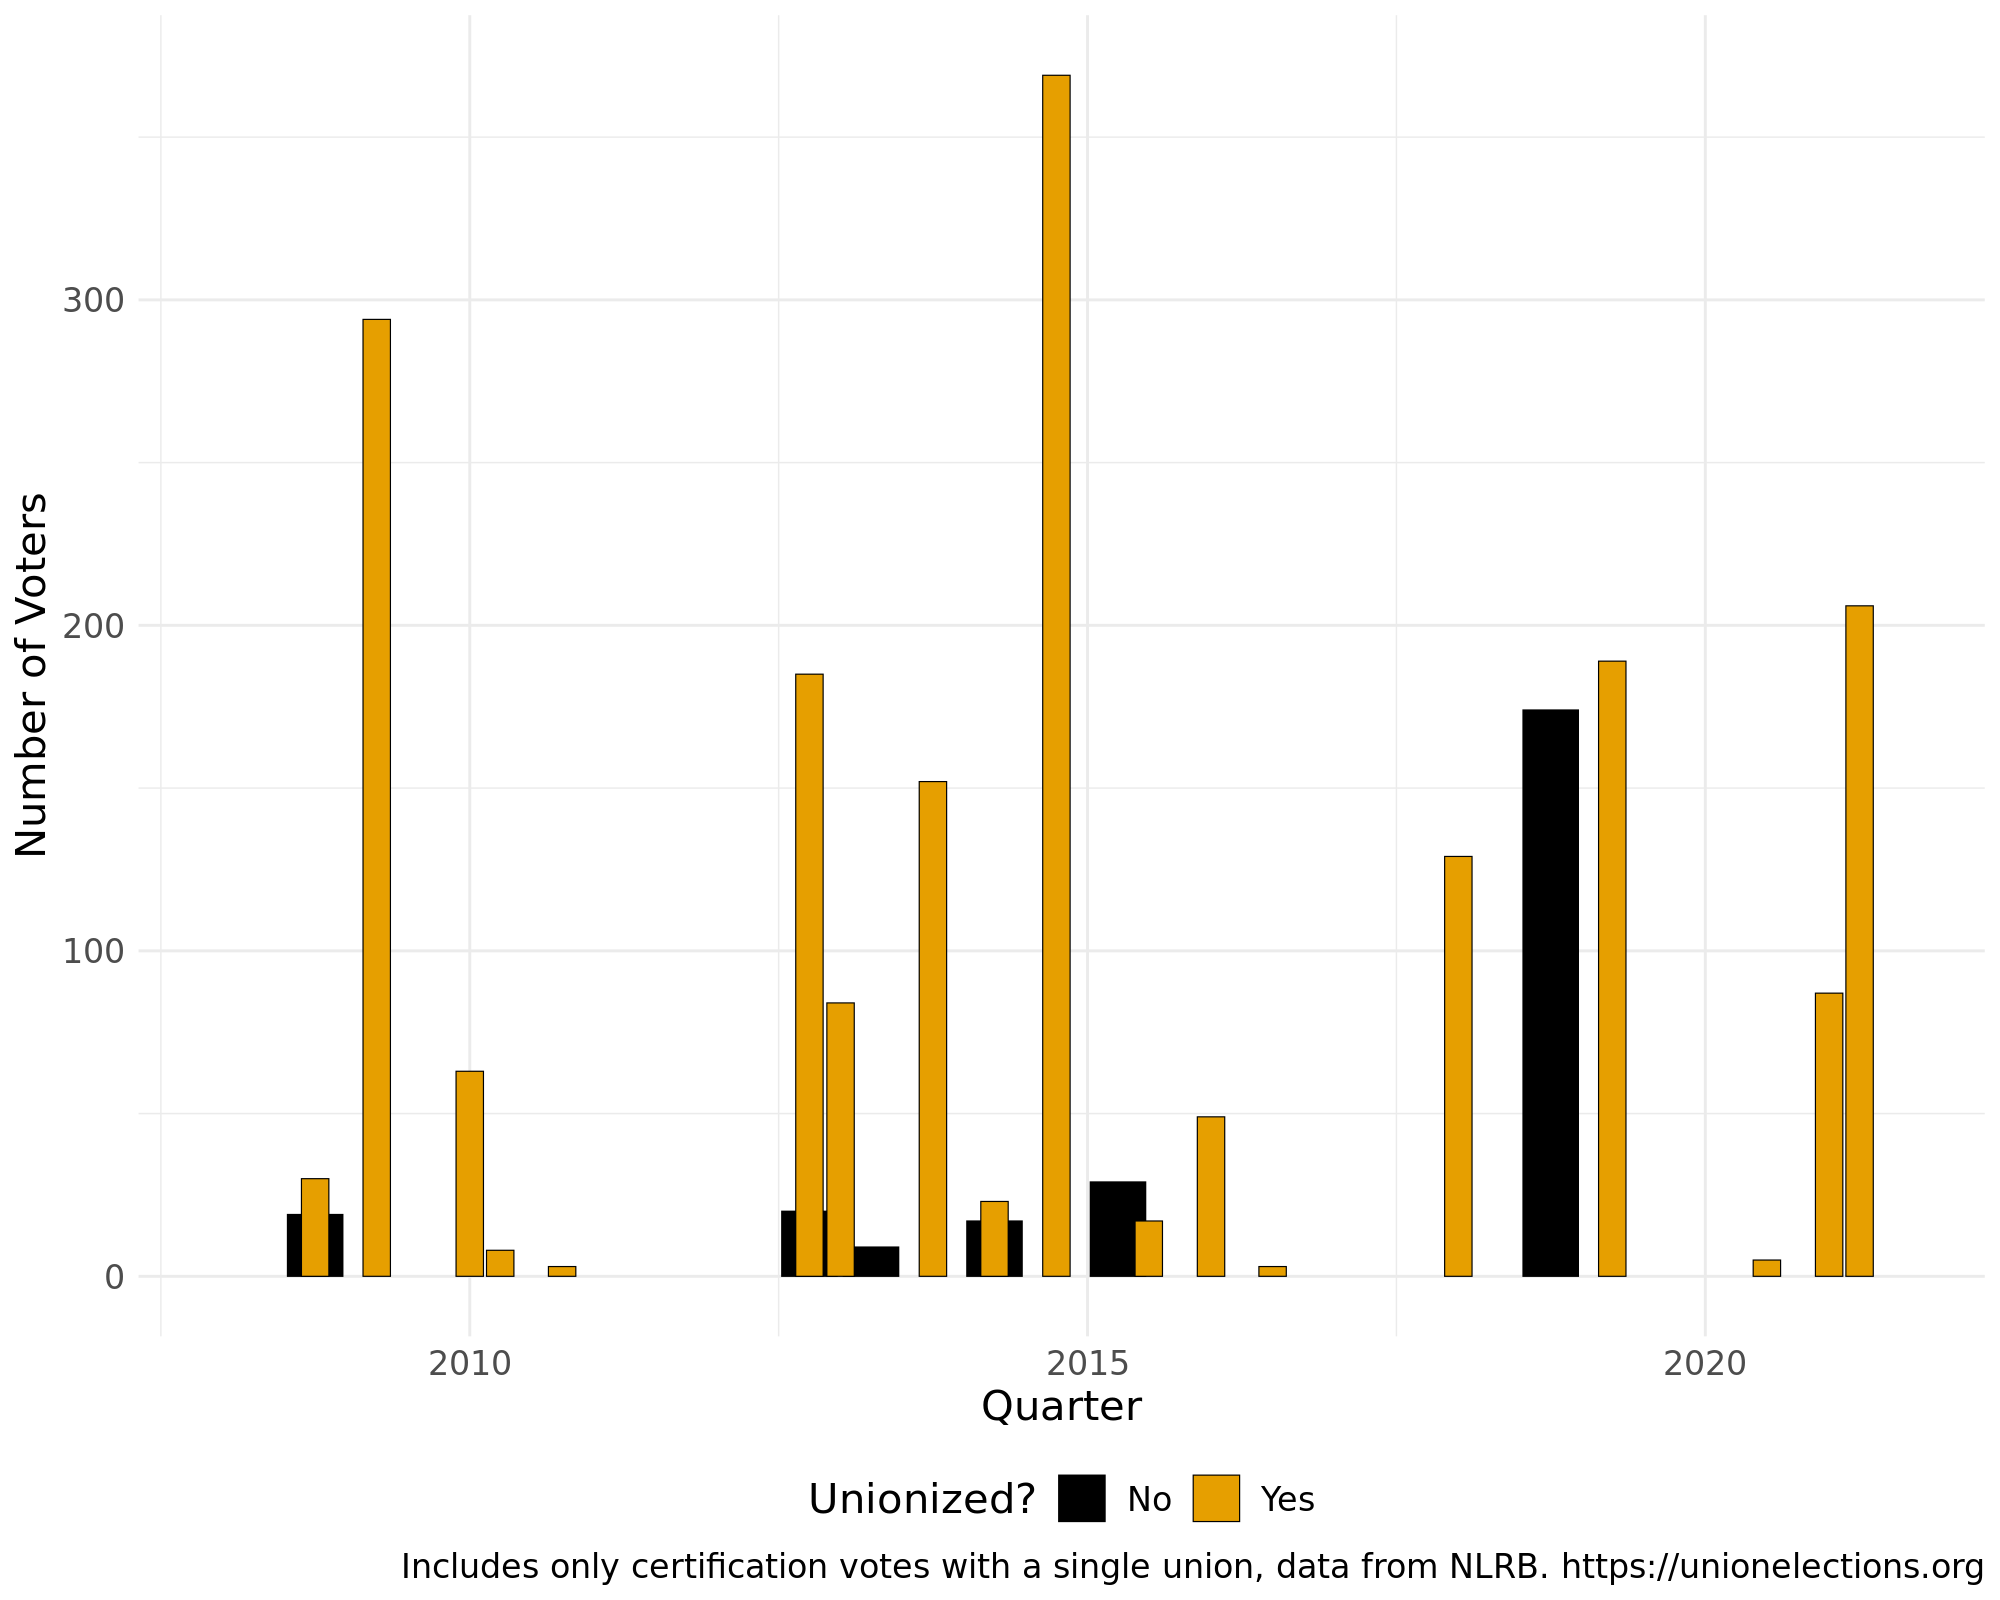 Number of Voters
300
200
100
0
2010 2015 2020
Quarter
Unionized? No Yes
Includes only certification votes with a single union, data from NLRB. https://unionelections.org